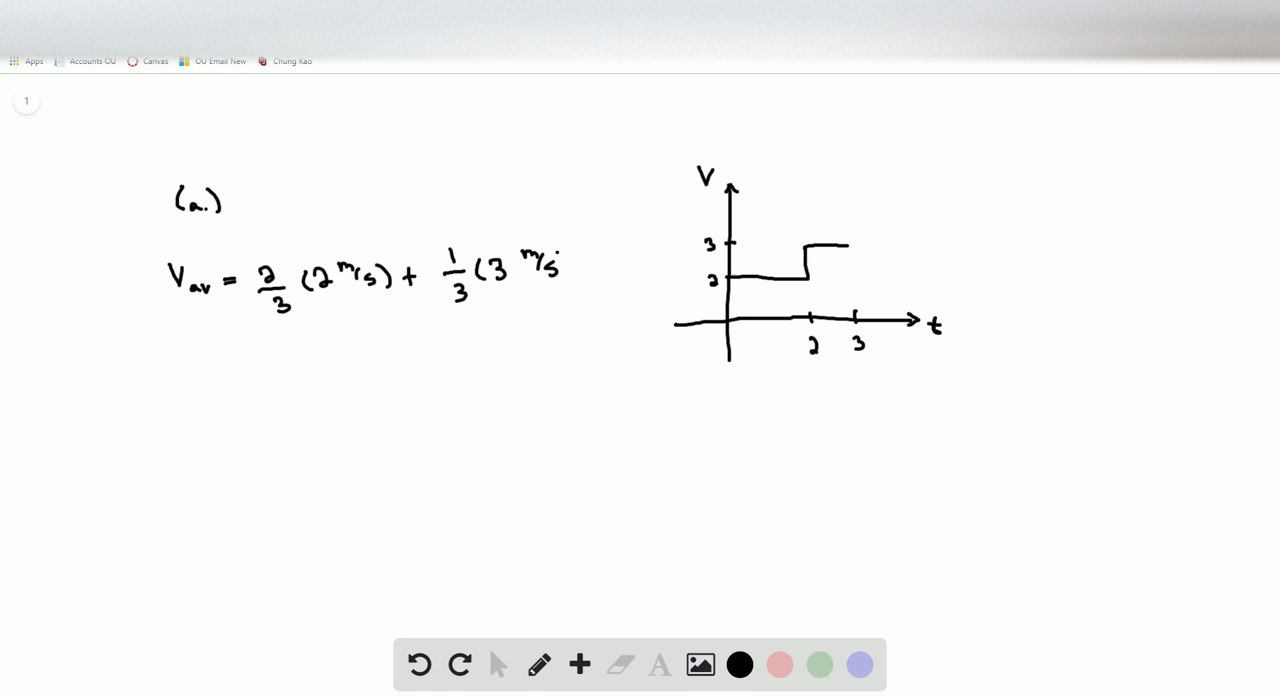 Apps Accounts OU Canvas OU Email New Chung Kao
1
(a.)
V
3
2
V_av = 2/3 (2 m/s) + 1/3 (3 m/s
t
2 3
A